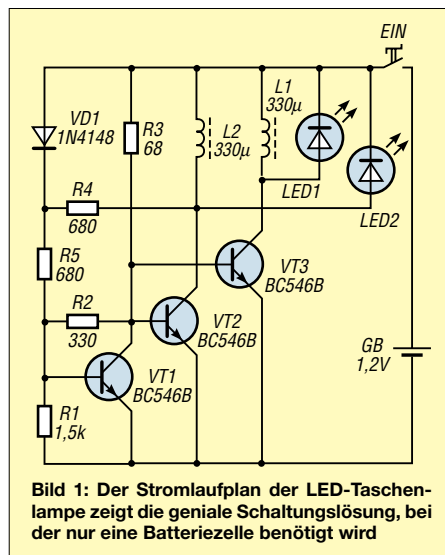 EIN
L1
330µ
VD1
1N4148
R3
68
L2
330µ
LED1
LED2
R4
680
R5
680
VT3
BC546B
R2
330
VT2
BC546B
GB
1,2V
VT1
BC546B
R1
1,5k
Bild 1: Der Stromlaufplan der LED-Taschen-
lampe zeigt die geniale Schaltungslösung, bei
der nur eine Batteriezelle benötigt wird